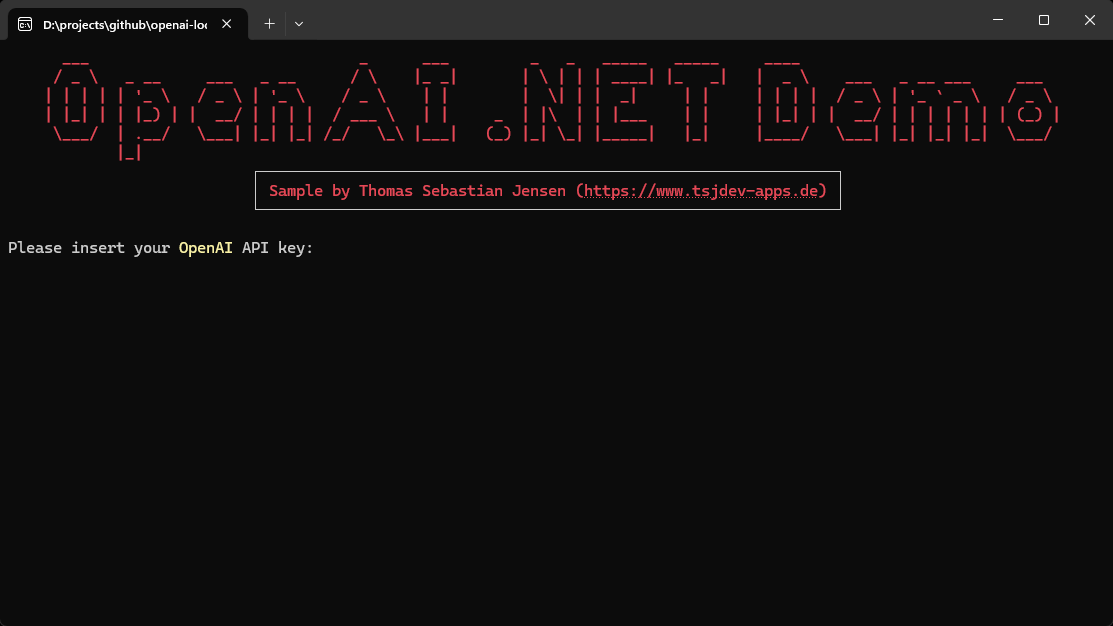 D:\projects\github\openai-loc
OpenAI .NET Demo
Sample by Thomas Sebastian Jensen (https://www.tsjdev-apps.de)
Please insert your OpenAI API key: